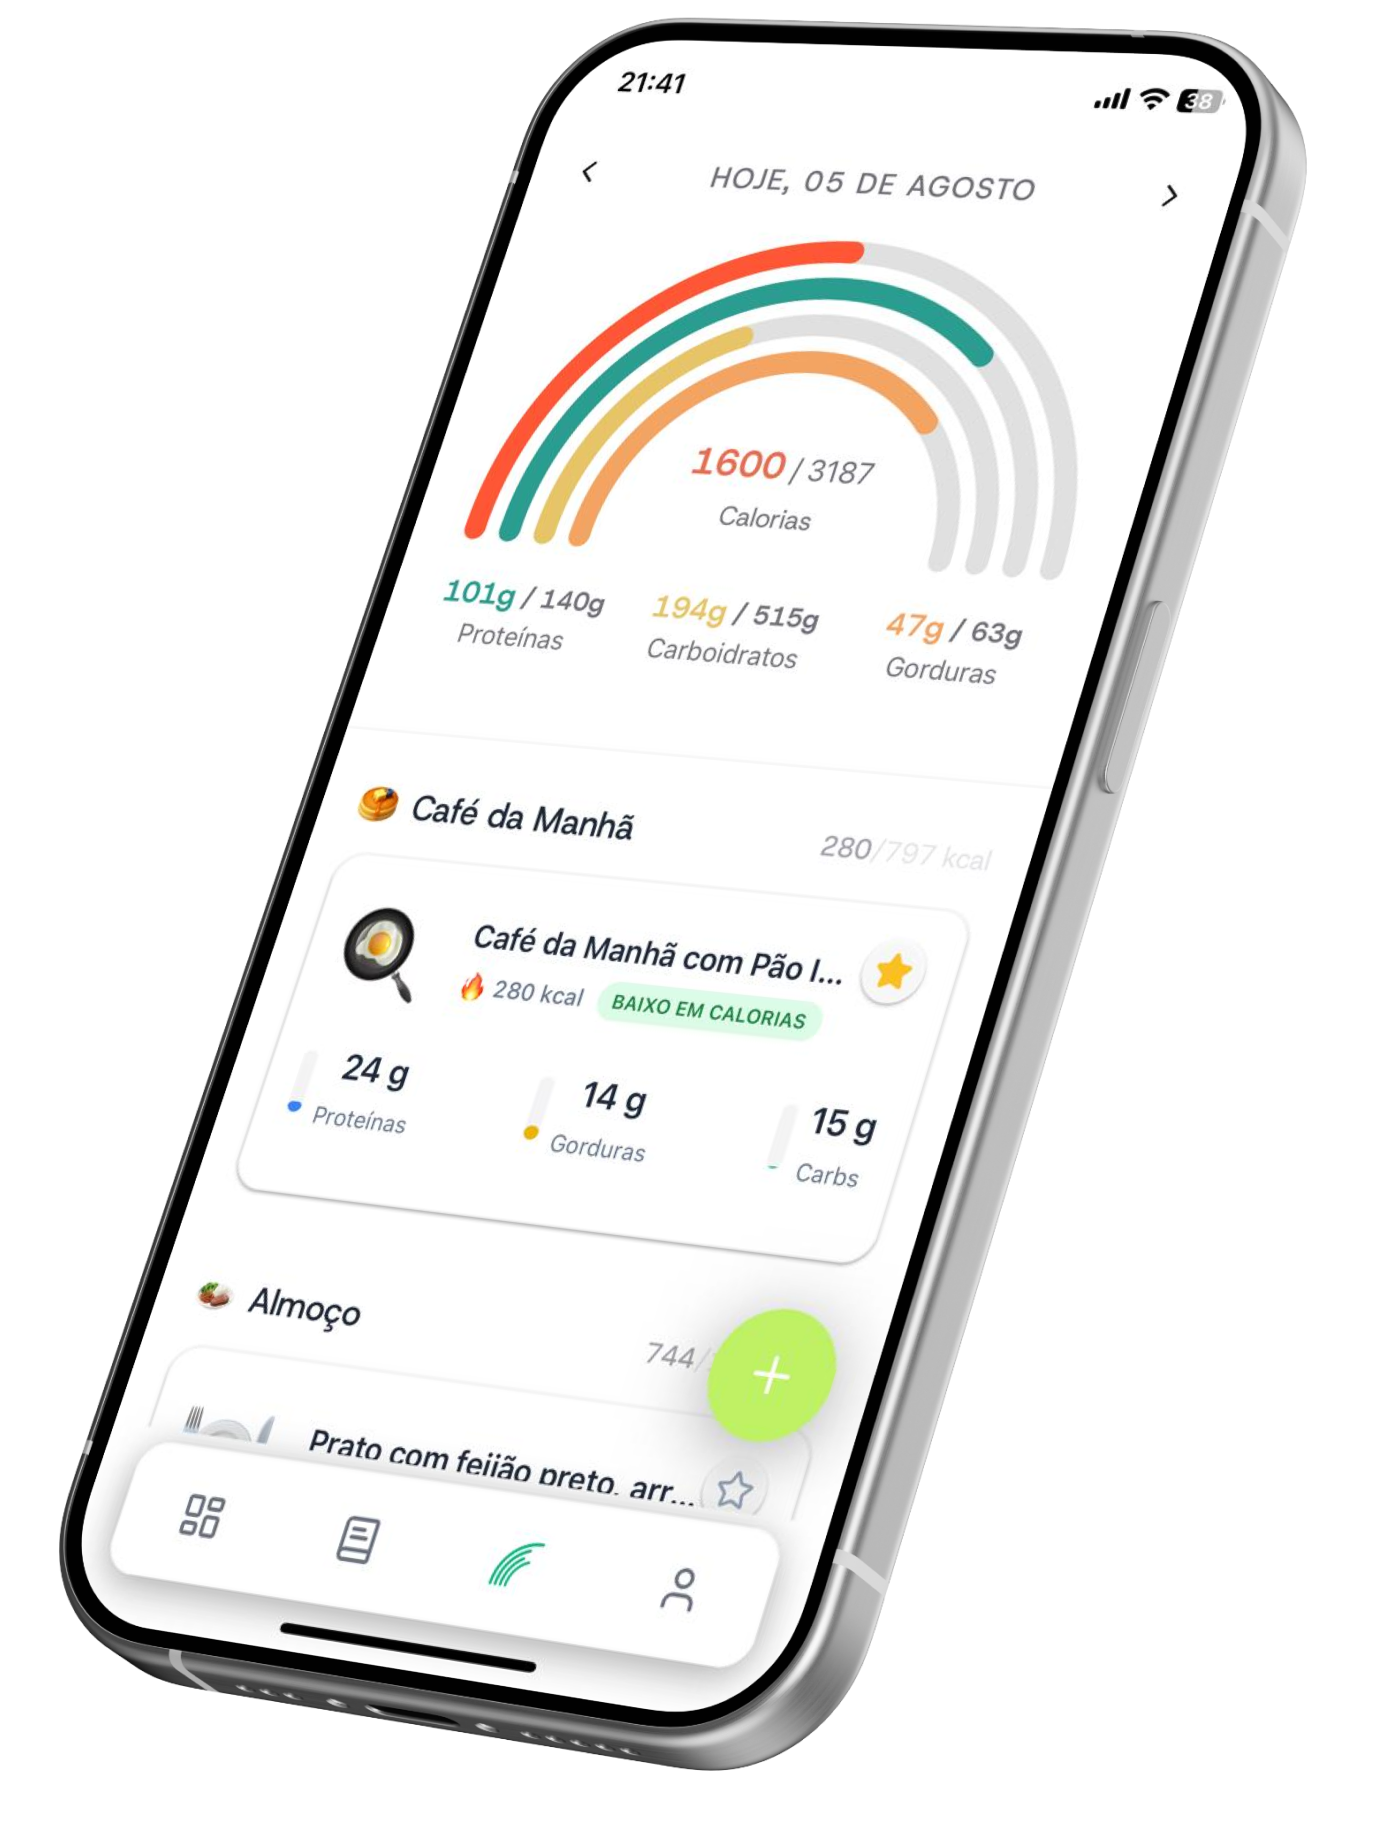 21:41
38
HOJE, 05 DE AGOSTO
1600 / 3187
Calorias
101g / 140g
Proteínas
194g / 515g
Carboidratos
47g / 63g
Gorduras
Café da Manhã
280/797 kcal
Café da Manhã com Pão I...
280 kcal
BAIXO EM CALORIAS
24 g
Proteínas
14 g
Gorduras
15 g
Carbs
Almoço
744/
Prato com feijão preto, arr...